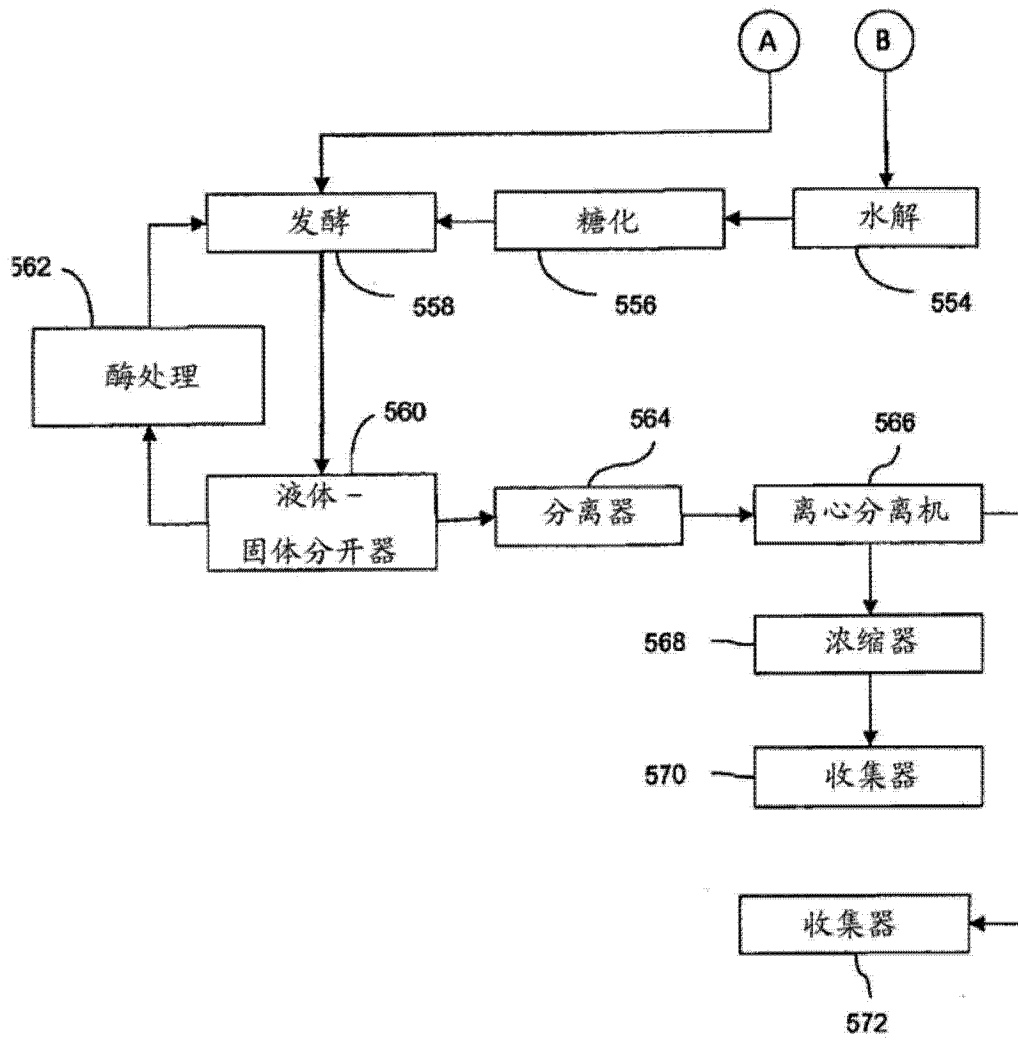 A
B
发酵
糖化
水解
562
558
556
554
酶处理
560
564
566
液体-
固体分开器
分离器
离心分离机
568
浓缩器
570
收集器
收集器
572